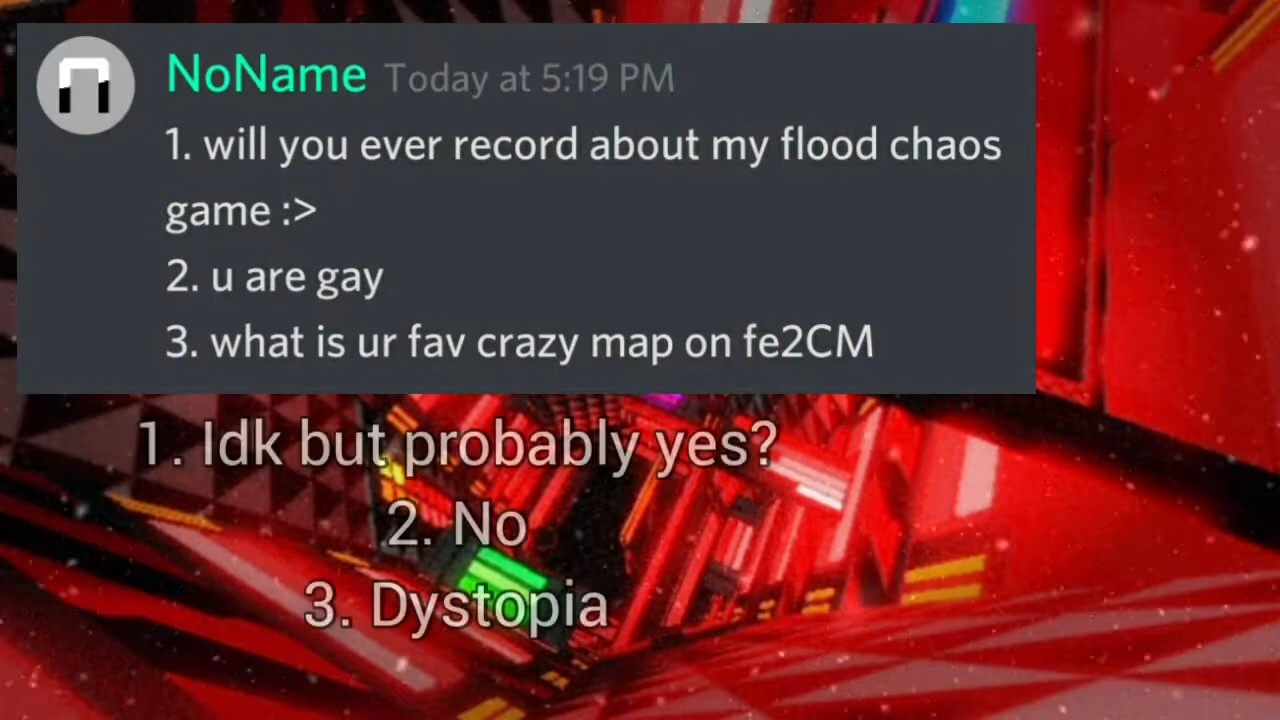 NoName Today at 5:19 PM
1. will you ever record about my flood chaos
game :>
2. u are gay
3. what is ur fav crazy map on fe2CM
1. Idk but probably yes?
2. No
3. Dystopia